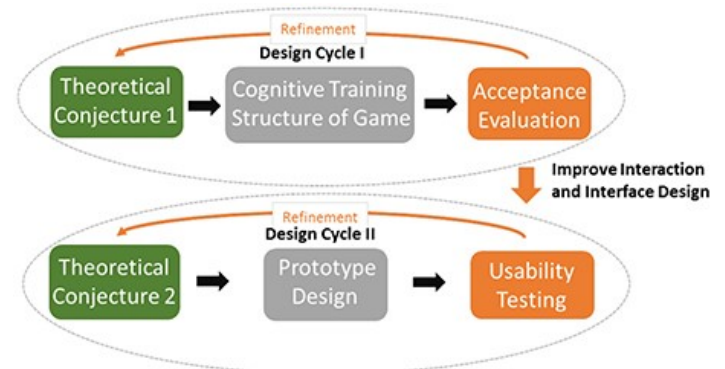 Refinement
Design Cycle I
Theoretical
Conjecture 1
Cognitive Training
Structure of Game
Acceptance
Evaluation
Improve Interaction
and Interface Design
Refinement
Design Cycle II
Theoretical
Conjecture 2
Prototype
Design
Usability
Testing